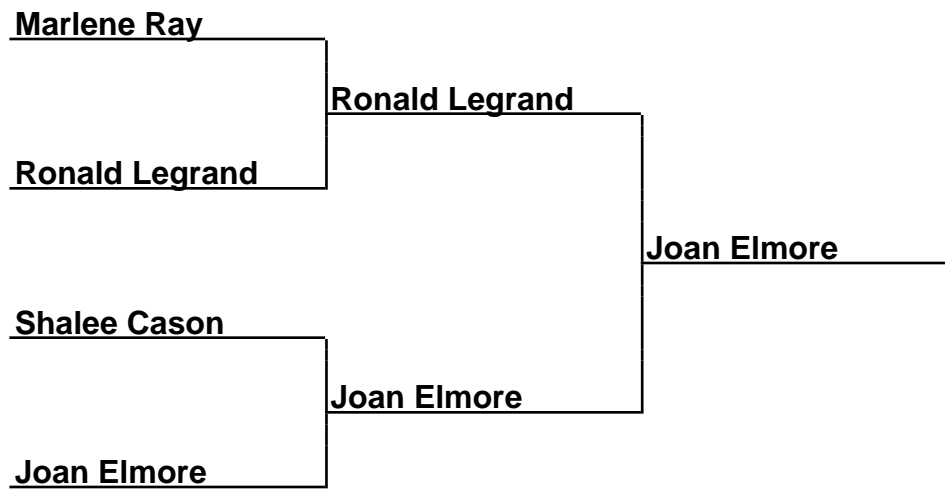 Marlene Ray
Ronald Legrand
Ronald Legrand
Joan Elmore
Shalee Cason
Joan Elmore
Joan Elmore